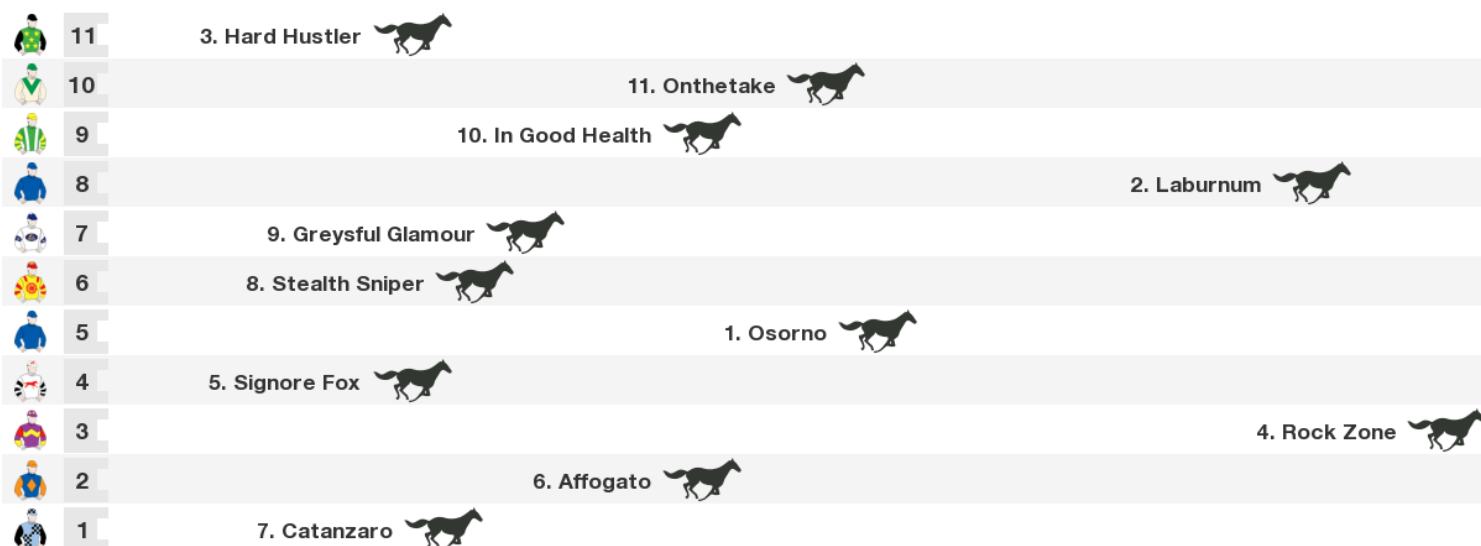 11 3. Hard Hustler
10 11. Onthetake
9 10. In Good Health
8 2. Laburnum
7 9. Greysful Glamour
6 8. Stealth Sniper
5 1. Osorno
4 5. Signore Fox
3 4. Rock Zone
2 6. Affogato
1 7. Catanzaro